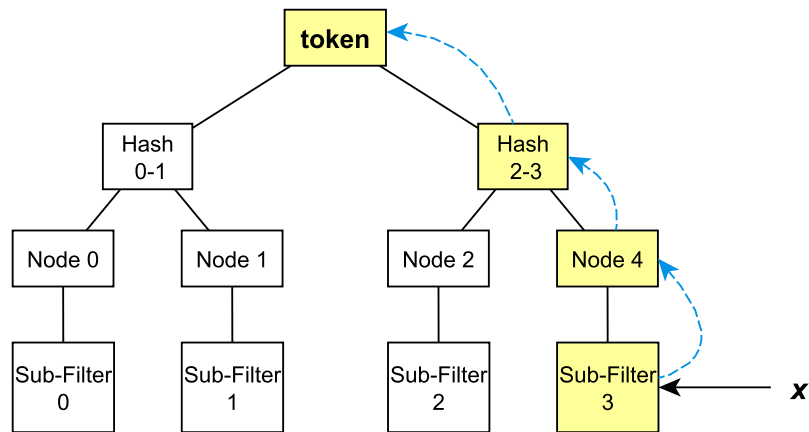 token
Hash
0-1
Hash
2-3
Node 0
Node 1
Node 2
Node 4
Sub-Filter
0
Sub-Filter
1
Sub-Filter
2
Sub-Filter
3
x